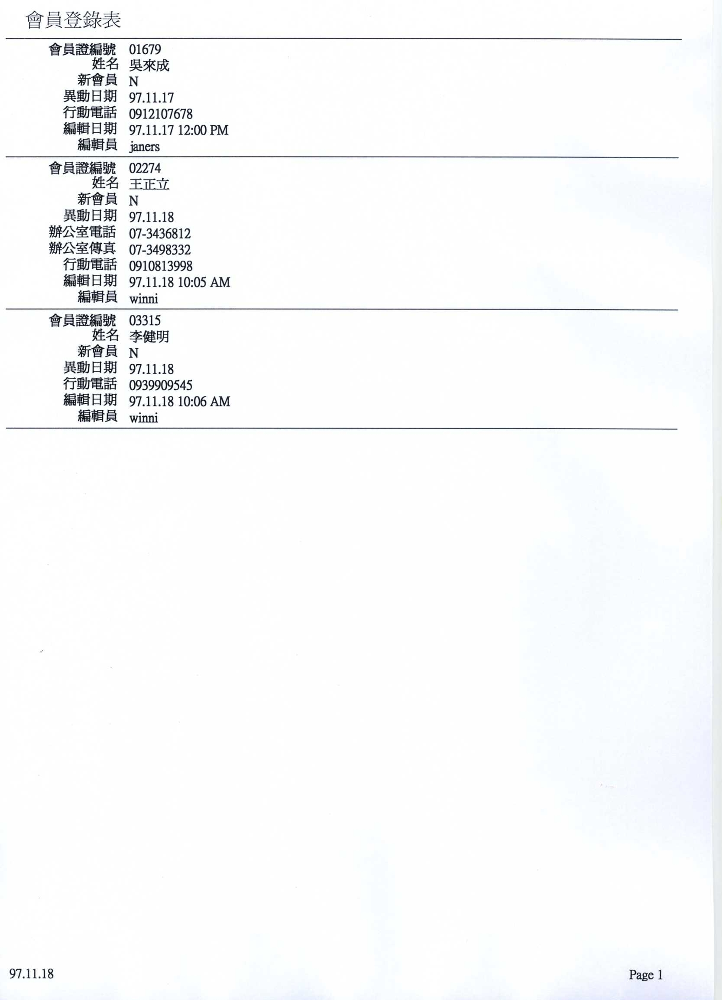 會員登錄表
會員證編號 01679
姓名 吳來成
新會員 N
異動日期 97.11.17
行動電話 0912107678
編輯日期 97.11.17 12:00 PM
編輯員 janers
會員證編號 02274
姓名 王正立
新會員 N
異動日期 97.11.18
辦公室電話 07-3436812
辦公室傳真 07-3498332
行動電話 0910813998
編輯日期 97.11.18 10:05 AM
編輯員 winni
會員證編號 03315
姓名 李健明
新會員 N
異動日期 97.11.18
行動電話 0939909545
編輯日期 97.11.18 10:06 AM
編輯員 winni
97.11.18 Page 1